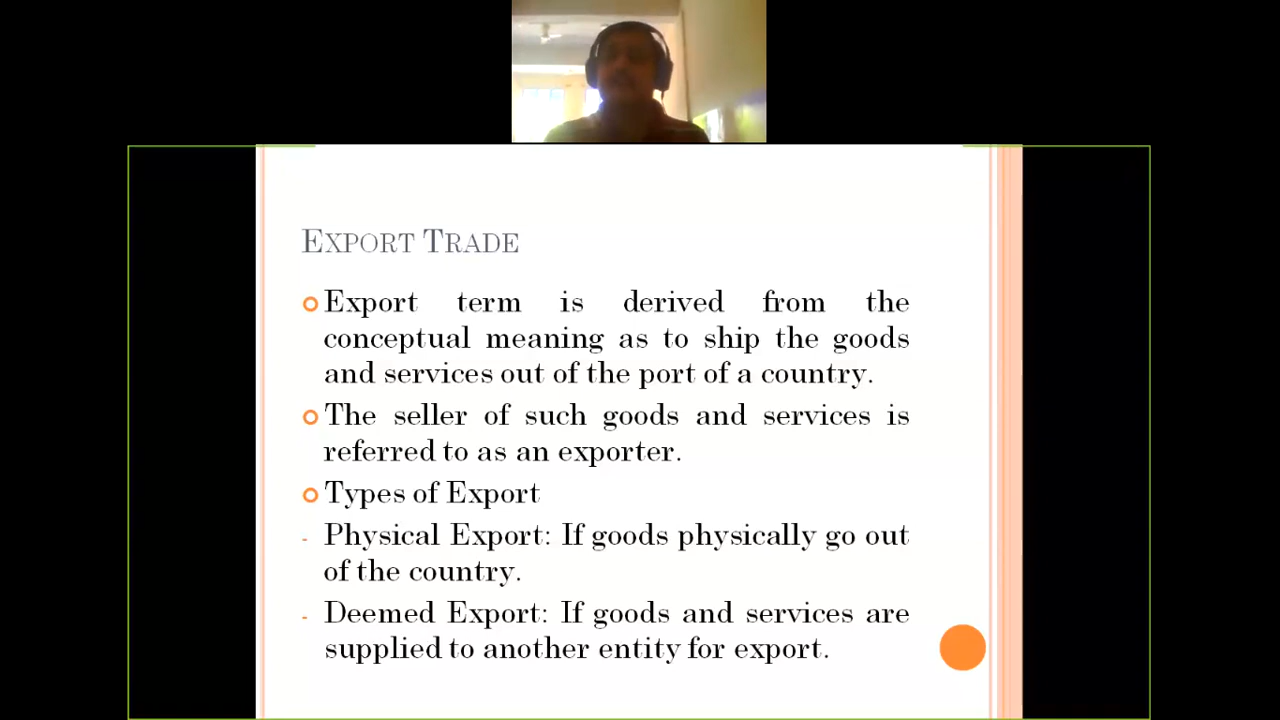 EXPORT TRADE
Export term is derived from the
conceptual meaning as to ship the goods
and services out of the port of a country.
The seller of such goods and services is
referred to as an exporter.
Types of Export
- Physical Export: If goods physically go out
of the country.
- Deemed Export: If goods and services are
supplied to another entity for export.